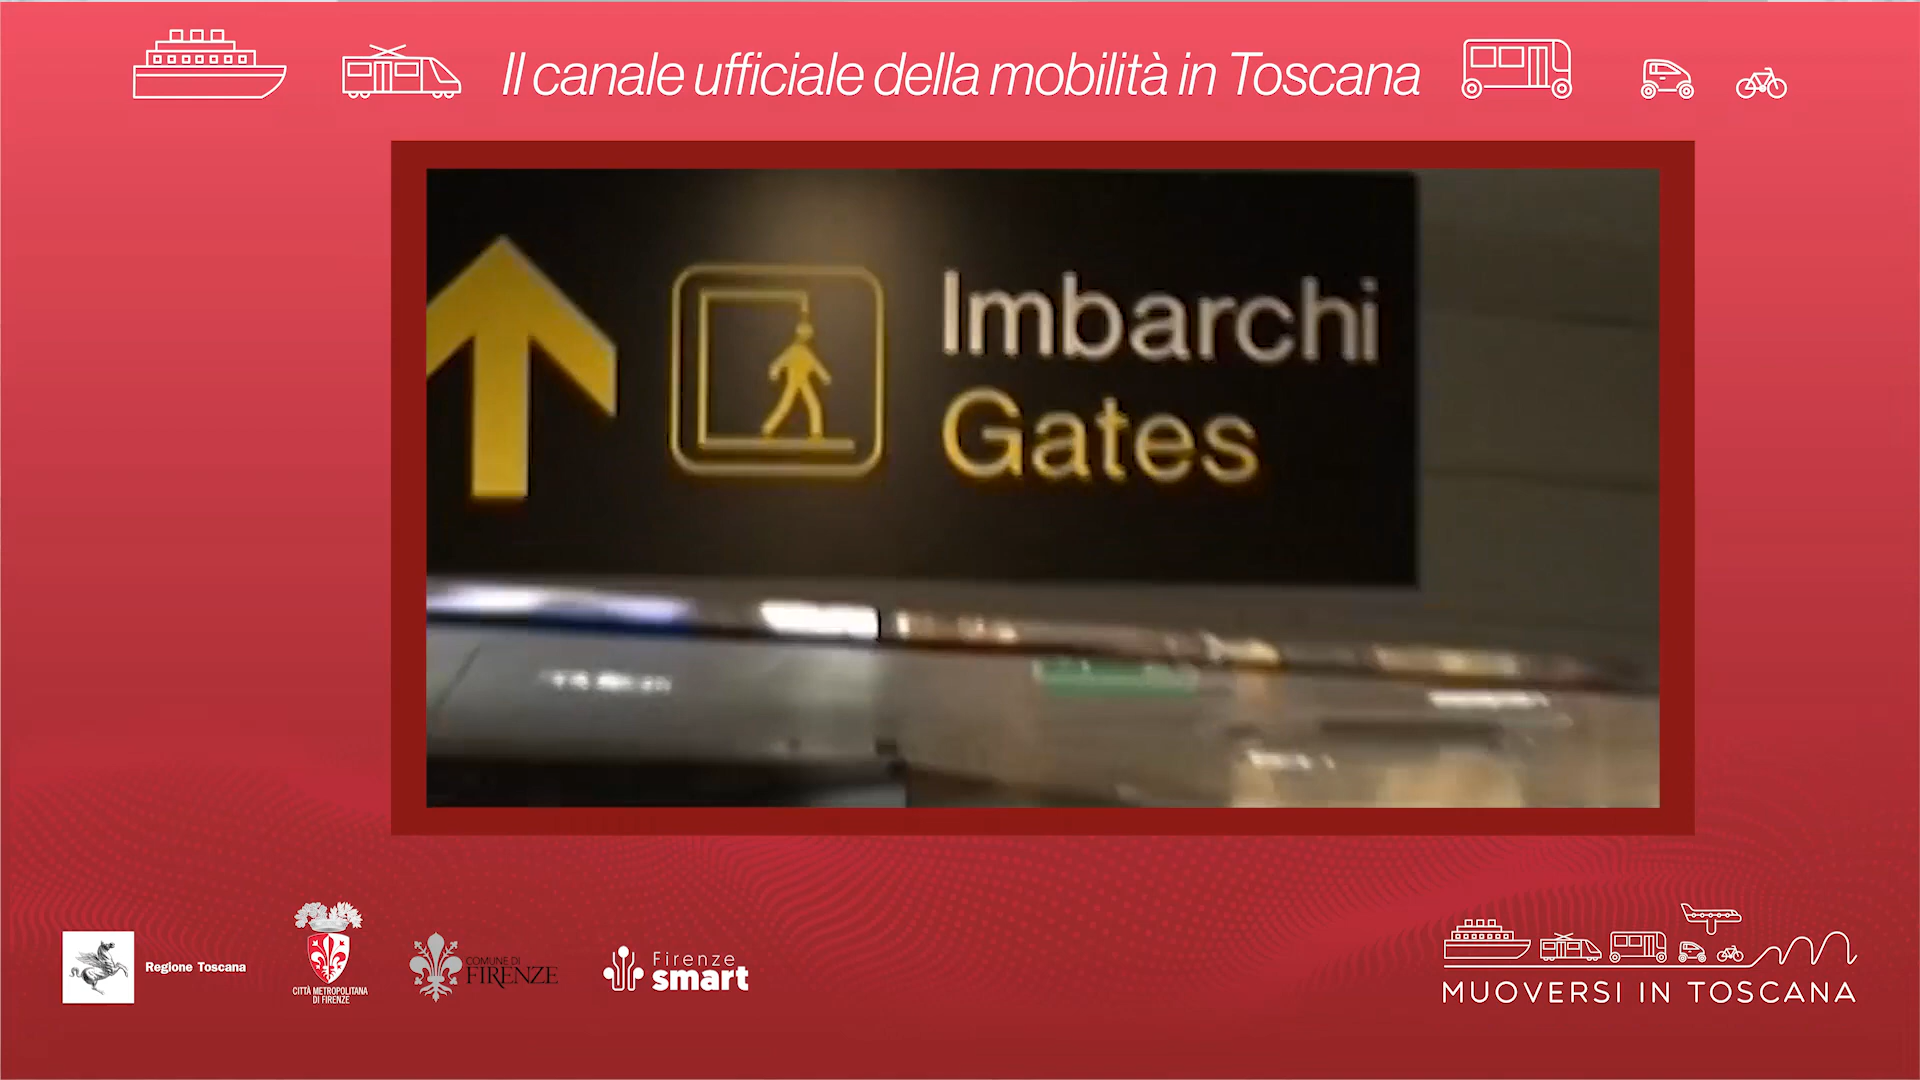 Il canale ufficiale della mobilità in Toscana
Imbarchi
Gates
Regione Toscana
CITTÀ METROPOLITANA
DI FIRENZE
COMUNE DI
FIRENZE
Firenze
smart
MUOVERSI IN TOSCANA